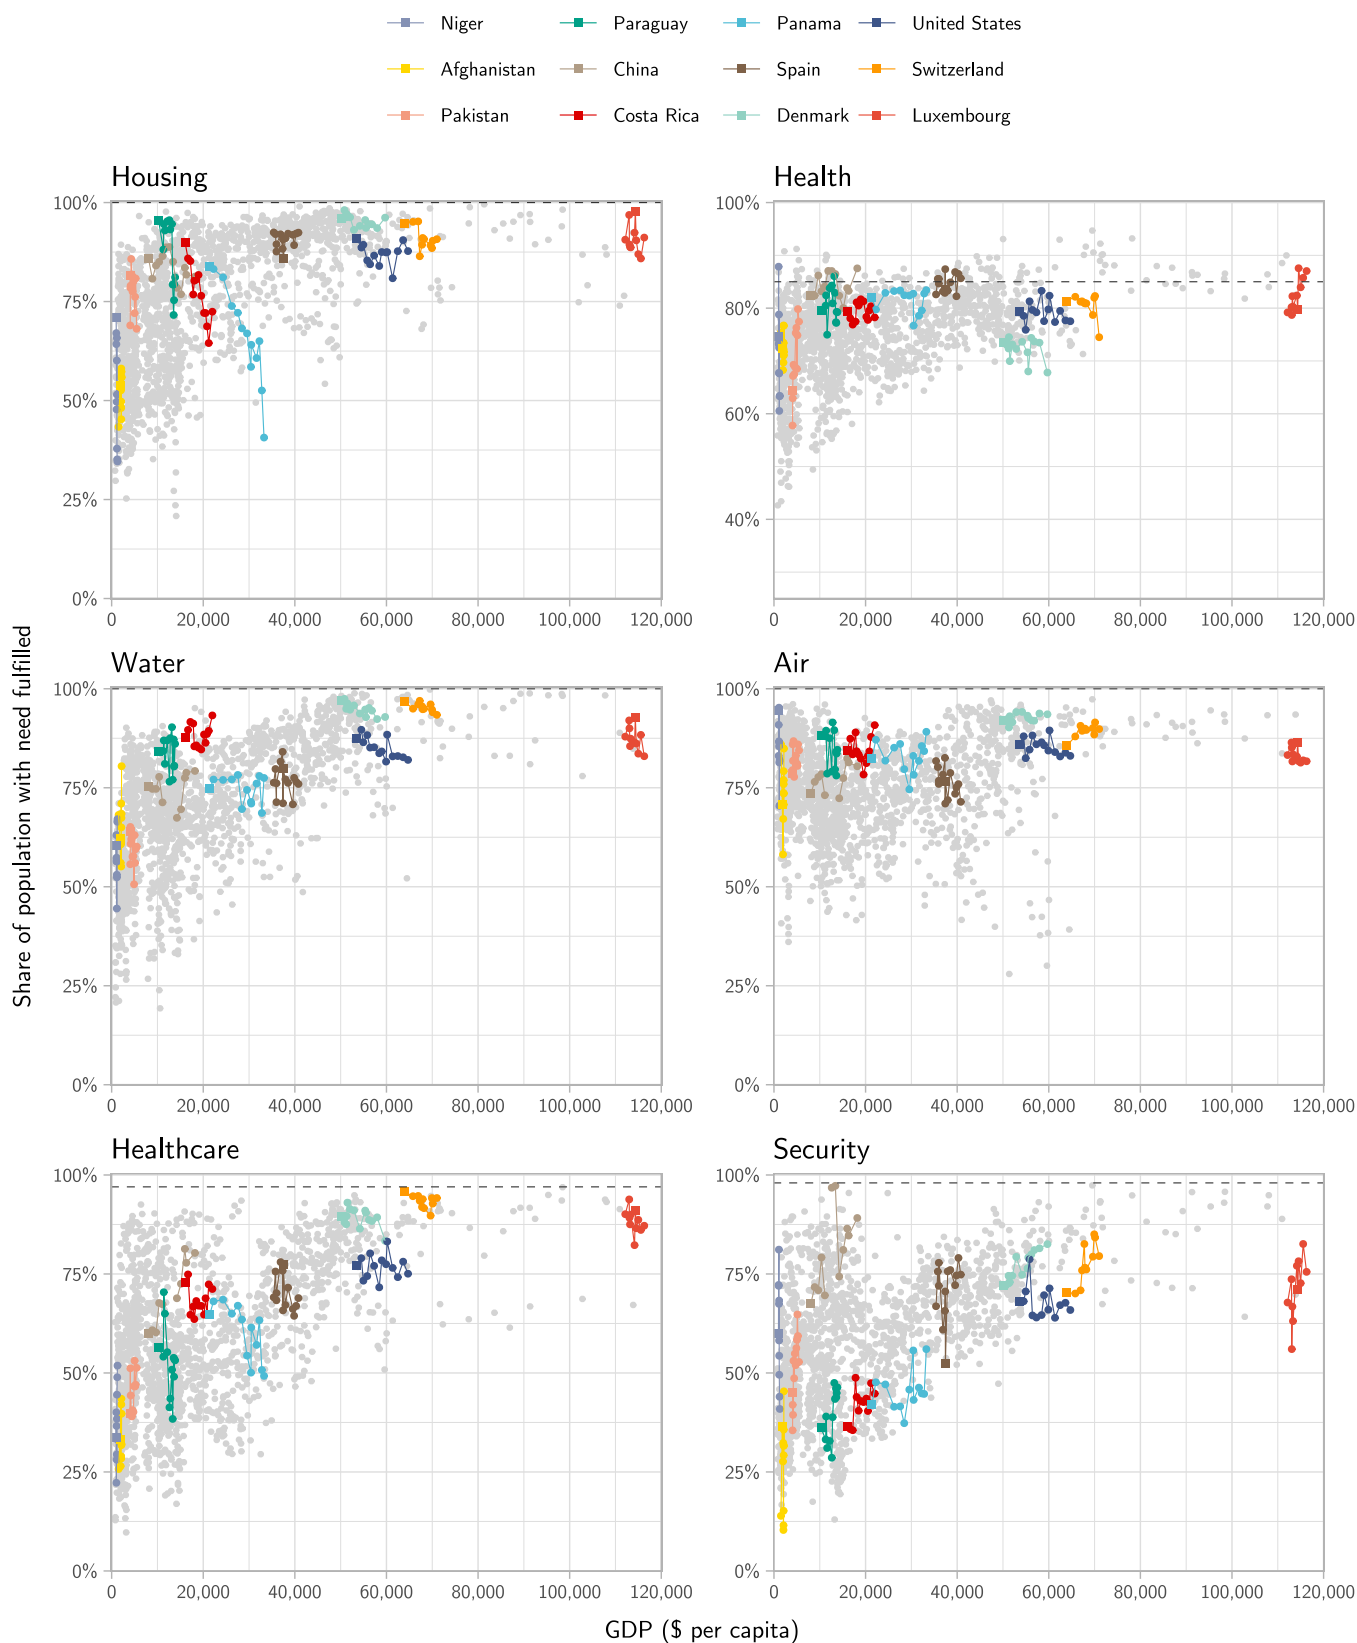 Niger Paraguay Panama United States
Afghanistan China Spain Switzerland
Pakistan Costa Rica Denmark Luxembourg
Share of population with need fulfilled
Housing
100%
75%
50%
25%
0%
0 20,000 40,000 60,000 80,000 100,000 120,000
Health
100%
80%
60%
40%
0 20,000 40,000 60,000 80,000 100,000 120,000
Water
100%
75%
50%
25%
0%
0 20,000 40,000 60,000 80,000 100,000 120,000
Air
100%
75%
50%
25%
0%
0 20,000 40,000 60,000 80,000 100,000 120,000
Healthcare
100%
75%
50%
25%
0%
0 20,000 40,000 60,000 80,000 100,000 120,000
Security
100%
75%
50%
25%
0%
0 20,000 40,000 60,000 80,000 100,000 120,000
GDP ($ per capita)